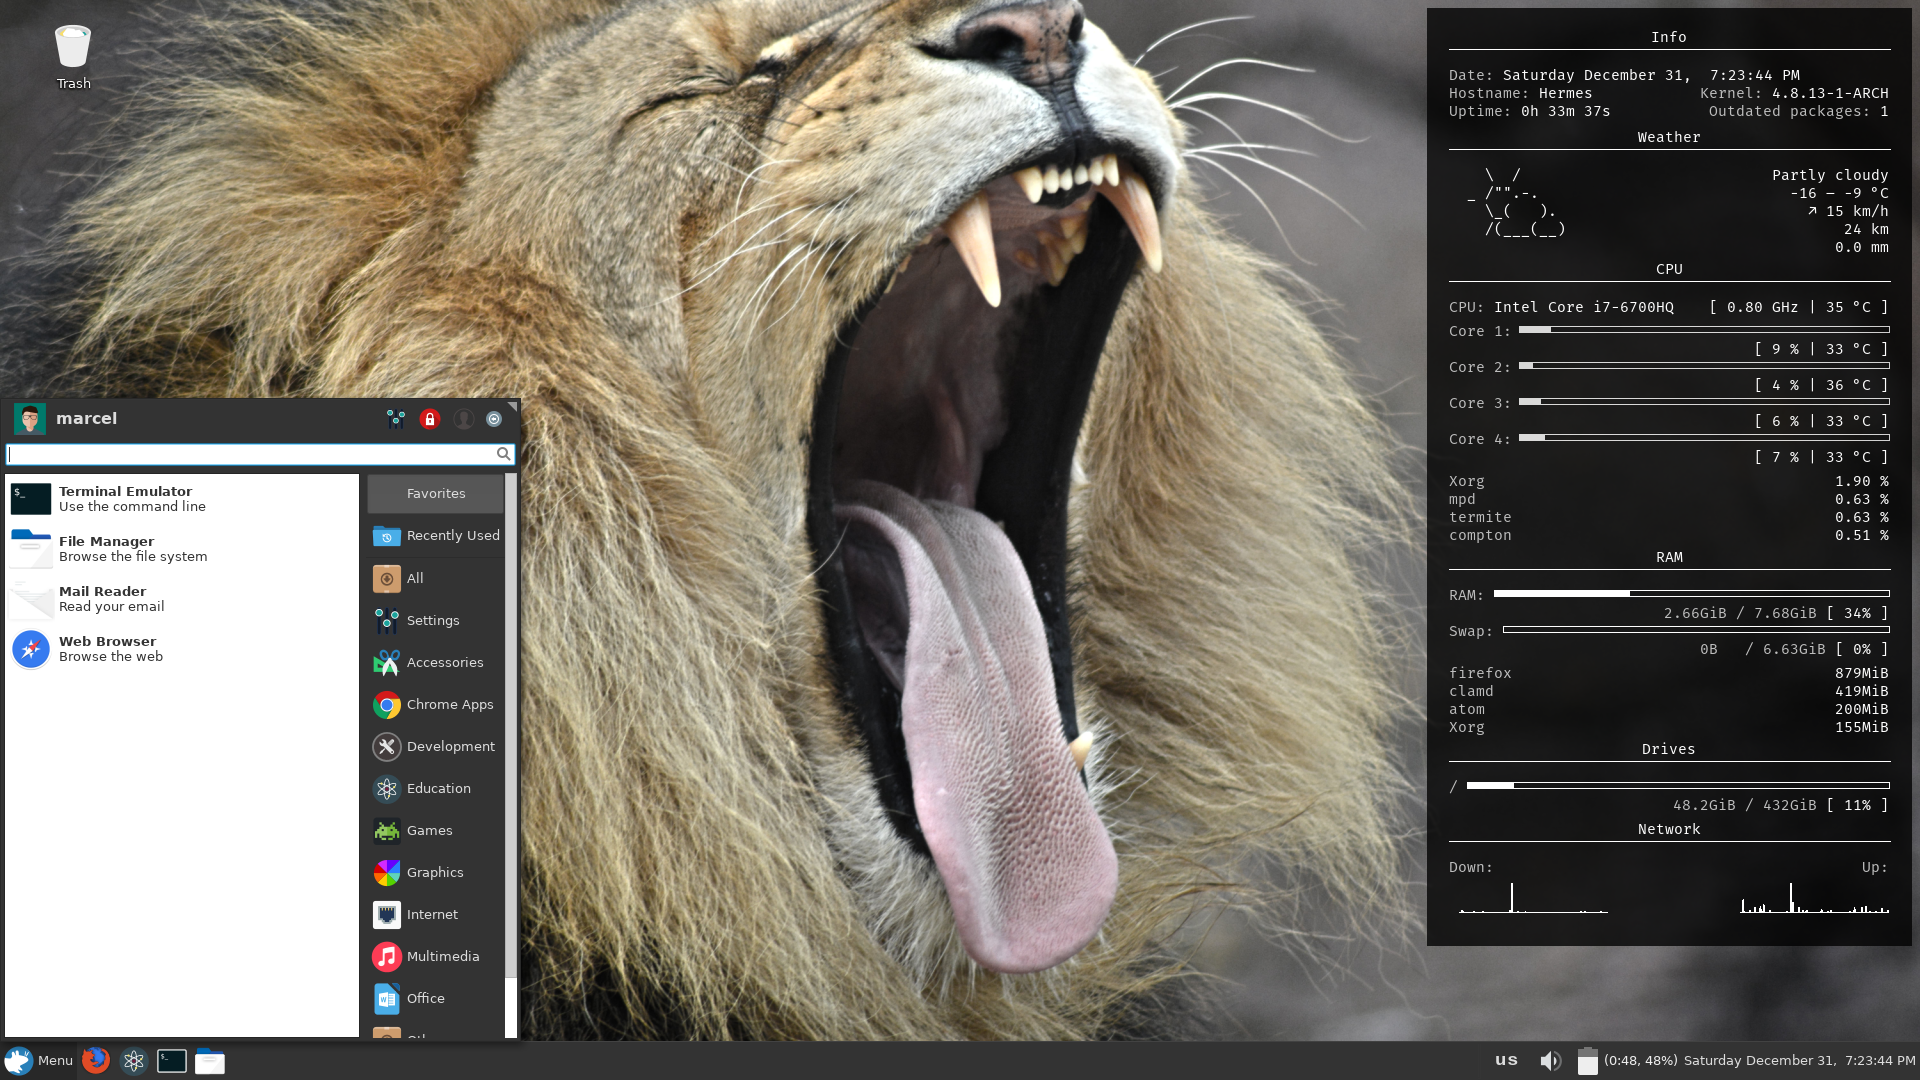 Trash
marcel
Terminal Emulator
Use the command line
File Manager
Browse the file system
Mail Reader
Read your email
Web Browser
Browse the web
Favorites
Recently Used
All
Settings
Accessories
Chrome Apps
Development
Education
Games
Graphics
Internet
Multimedia
Office
Info
Date: Saturday December 31,  7:23:44 PM
Hostname: Hermes Kernel: 4.8.13-1-ARCH
Uptime: 0h 33m 37s Outdated packages: 1
Weather
Partly cloudy
-16 – -9 °C
↗ 15 km/h
24 km
0.0 mm
CPU
CPU: Intel Core i7-6700HQ [ 0.80 GHz | 35 °C ]
Core 1:
[ 9 % | 33 °C ]
Core 2:
[ 4 % | 36 °C ]
Core 3:
[ 6 % | 33 °C ]
Core 4:
[ 7 % | 33 °C ]
Xorg 1.90 %
mpd 0.63 %
termite 0.63 %
compton 0.51 %
RAM
RAM:
2.66GiB / 7.68GiB [ 34% ]
Swap:
0B / 6.63GiB [ 0% ]
firefox 879MiB
clamd 419MiB
atom 200MiB
Xorg 155MiB
Drives
/
48.2GiB / 432GiB [ 11% ]
Network
Down: Up:
Menu
us
(0:48, 48%) Saturday December 31,  7:23:44 PM